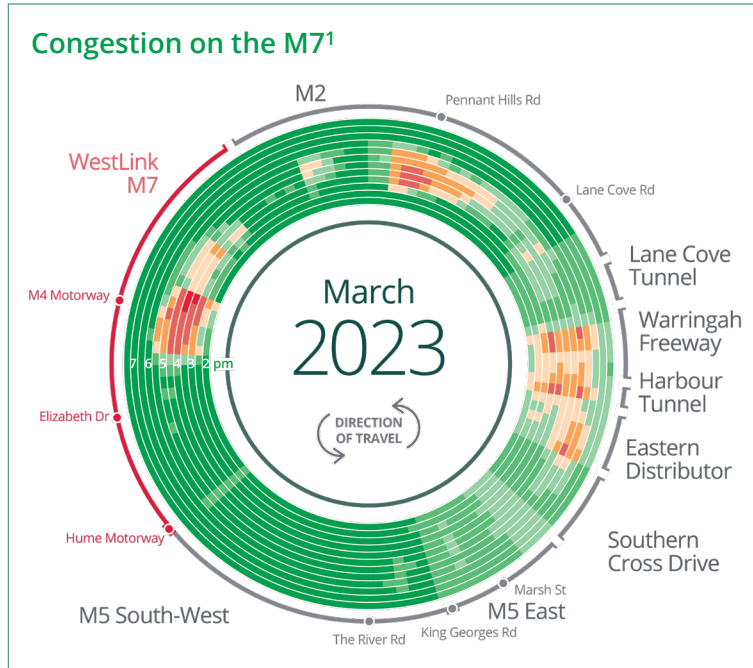 Congestion on the M7¹
M2
Pennant Hills Rd
WestLink
M7
Lane Cove Rd
Lane Cove
Tunnel
M4 Motorway
March
2023
Warringah
Freeway
7 6 5 4 3 2 pm
Harbour
Tunnel
DIRECTION
OF TRAVEL
Elizabeth Dr
Eastern
Distributor
Hume Motorway
Southern
Cross Drive
Marsh St
M5 South-West
M5 East
King Georges Rd
The River Rd